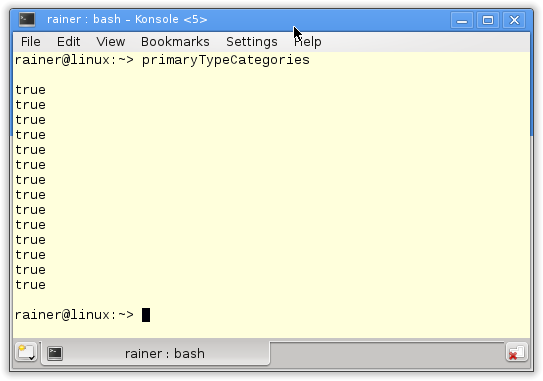 rainer : bash – Konsole <5>
File Edit View Bookmarks Settings Help
rainer@linux:~> primaryTypeCategories
true
true
true
true
true
true
true
true
true
true
true
true
true
true
rainer@linux:~>
rainer : bash